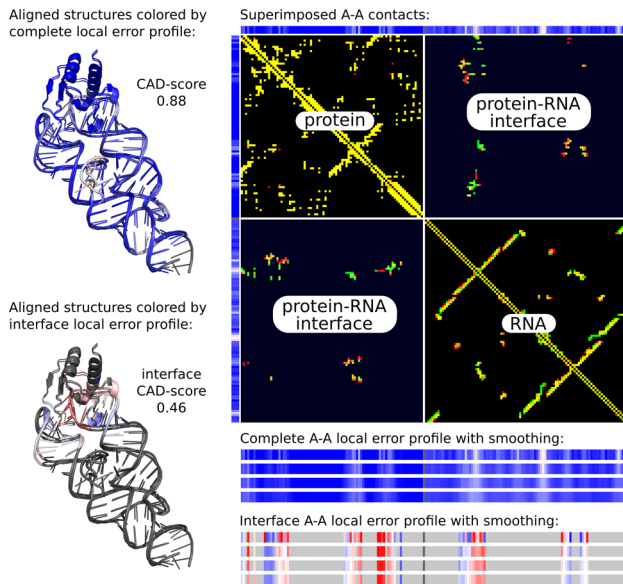 Aligned structures colored by
complete local error profile:
CAD-score
0.88
Aligned structures colored by
interface local error profile:
interface
CAD-score
0.46
Superimposed A-A contacts:
protein
protein-RNA
interface
protein-RNA
interface
RNA
Complete A-A local error profile with smoothing:
Interface A-A local error profile with smoothing: